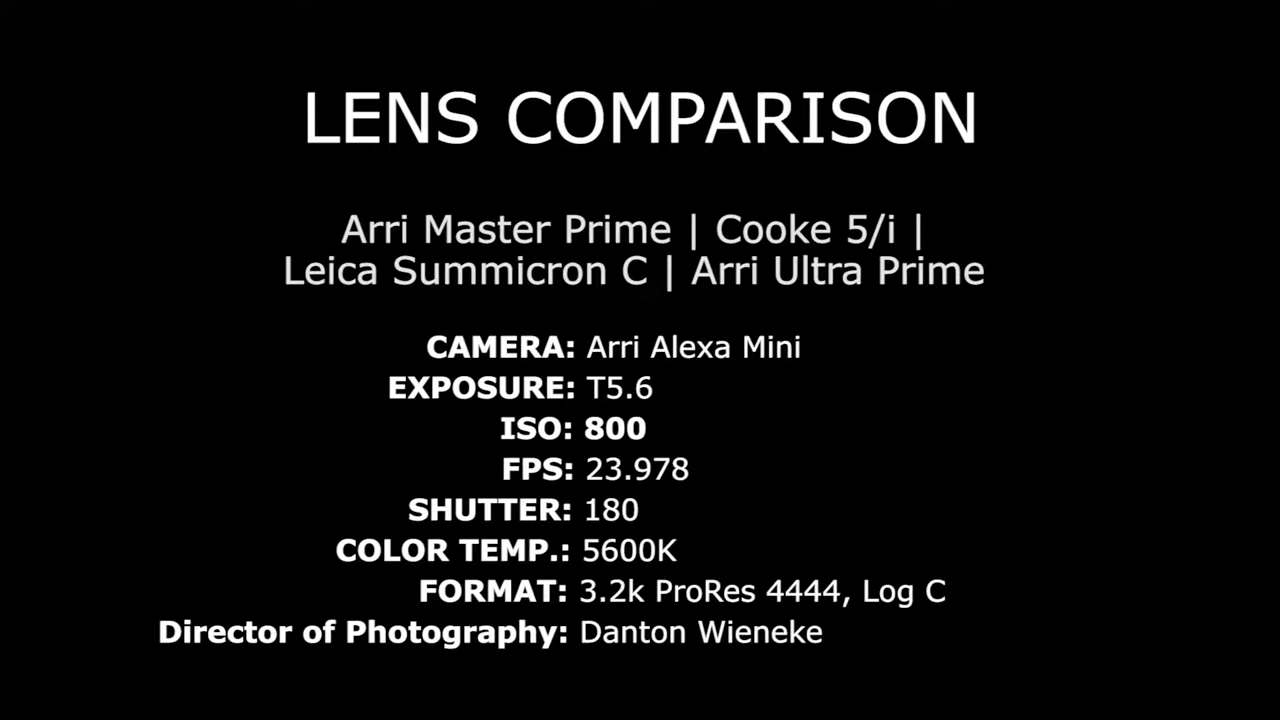 LENS COMPARISON
Arri Master Prime | Cooke 5/i |
Leica Summicron C | Arri Ultra Prime
CAMERA: Arri Alexa Mini
EXPOSURE: T5.6
ISO: 800
FPS: 23.978
SHUTTER: 180
COLOR TEMP.: 5600K
FORMAT: 3.2k ProRes 4444, Log C
Director of Photography: Danton Wieneke